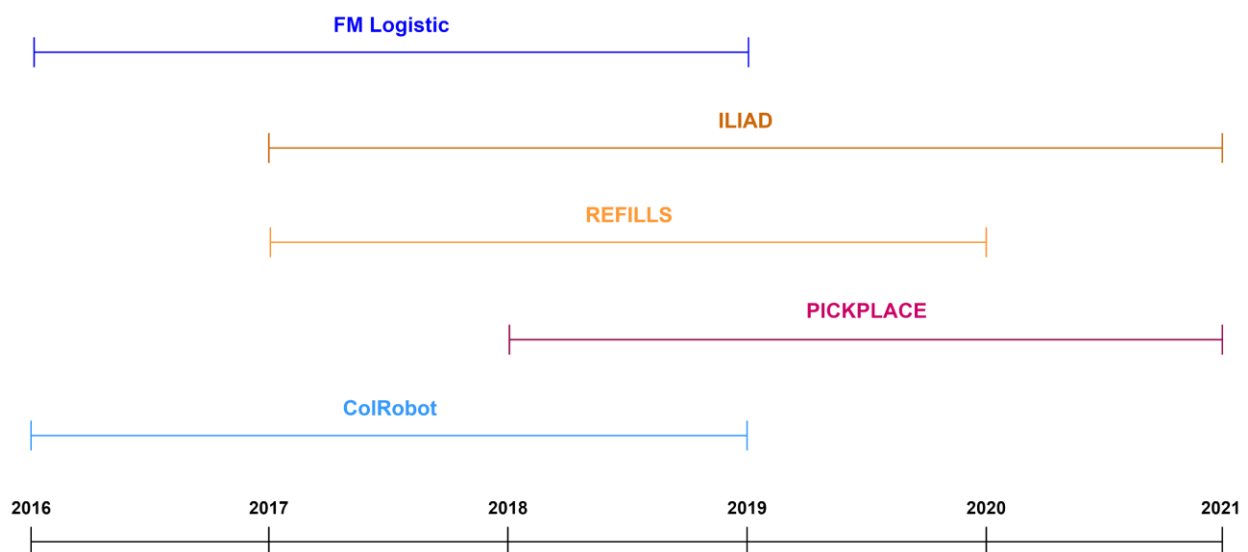 FM Logistic
ILIAD
REFILLS
PICKPLACE
ColRobot
2016 2017 2018 2019 2020 2021